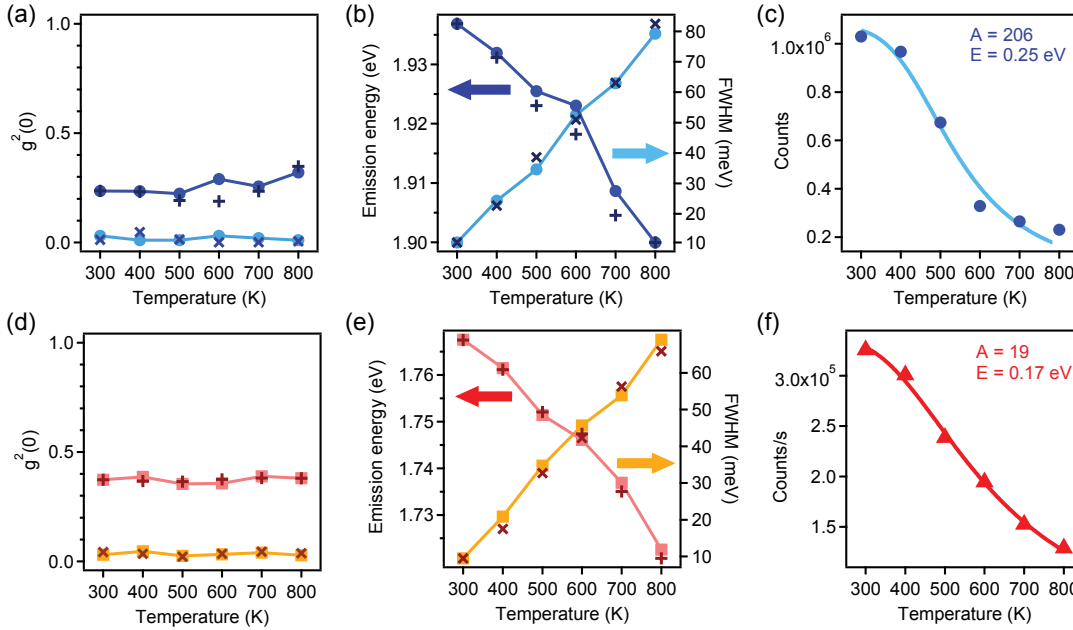 (a)
1.0
0.5
0.0
g²(0)
300 400 500 600 700 800
Temperature (K)
(b)
1.93
1.92
1.91
1.90
Emission energy (eV)
80
70
60
50
40
30
20
10
FWHM (meV)
300 400 500 600 700 800
Temperature (K)
(c)
A = 206
E = 0.25 eV
1.0x10⁶
0.6
0.4
0.2
Counts
300 400 500 600 700 800
Temperature (K)
(d)
1.0
0.5
0.0
g²(0)
300 400 500 600 700 800
Temperature (K)
(e)
1.76
1.75
1.74
1.73
Emission energy (eV)
60
50
40
30
20
10
FWHM (meV)
300 400 500 600 700 800
Temperature (K)
(f)
A = 19
E = 0.17 eV
3.0x10⁵
2.5
2.0
1.5
Counts/s
300 400 500 600 700 800
Temperature (K)